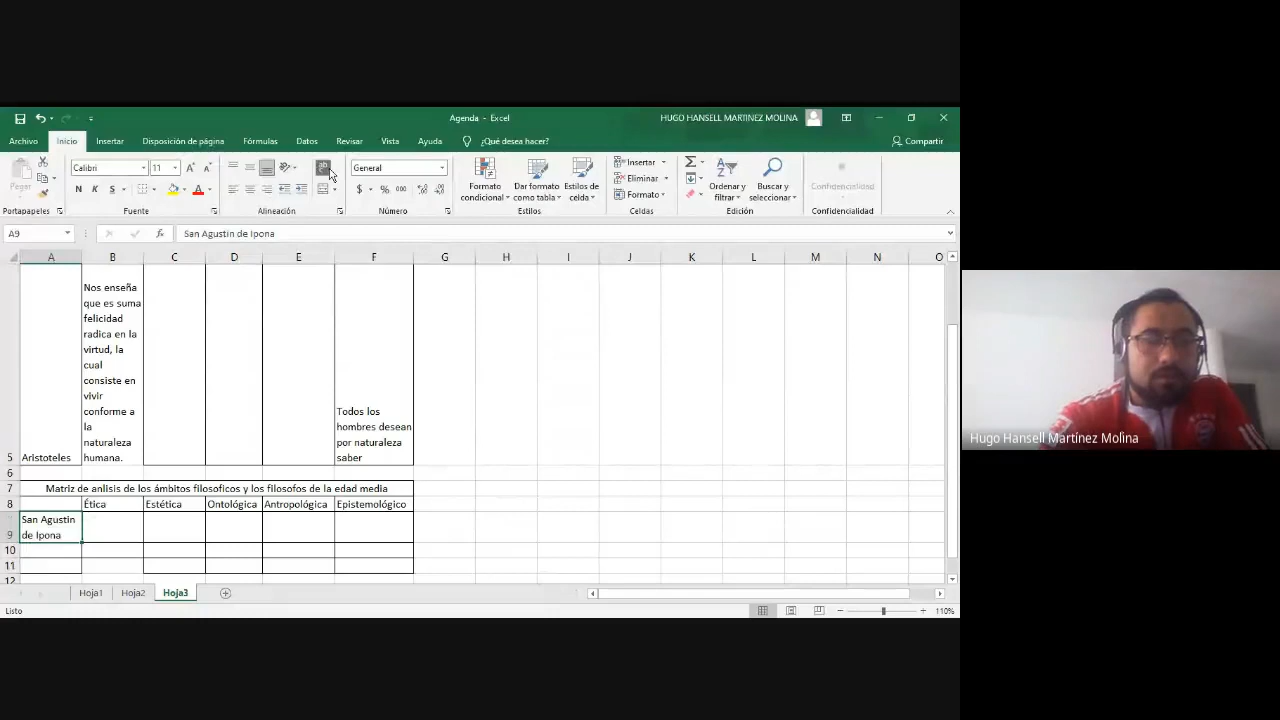 Agenda - Excel
HUGO HANSELL MARTINEZ MOLINA
Archivo Inicio Insertar Disposición de página Fórmulas Datos Revisar Vista Ayuda ¿Qué desea hacer? Compartir
Pegar
Calibri 11
N K S
ab
General
$ % 000
Formato condicional
Dar formato como tabla
Estilos de celda
Insertar
Eliminar
Formato
Ordenar y filtrar
Buscar y seleccionar
Confidencialidad
Portapapeles Fuente Alineación Número Estilos Celdas Edición Confidencialidad
A9 fx San Agustin de Ipona
A B C D E F G H I J K L M N O
Nos enseña
que es suma
felicidad
radica en la
virtud, la
cual
consiste en
vivir
conforme a
la
naturaleza
humana.
Todos los
hombres desean
por naturaleza
saber
5 Aristoteles
6
7 Matriz de anlisis de los ámbitos filosoficos y los filosofos de la edad media
8 Ética Estética Ontológica Antropológica Epistemológico
San Agustin
9 de Ipona
10
11
12
Hoja1 Hoja2 Hoja3
Listo 110%
Hugo Hansell Martínez Molina